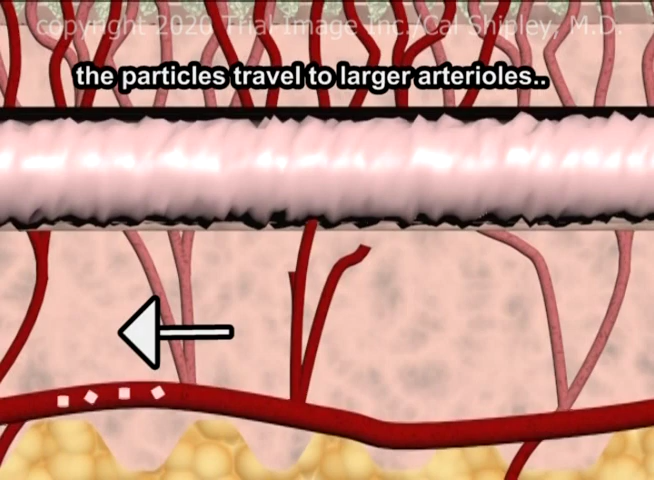 copyright 2020 Trial Image Inc./Cal Shipley, M.D.
the particles travel to larger arterioles..